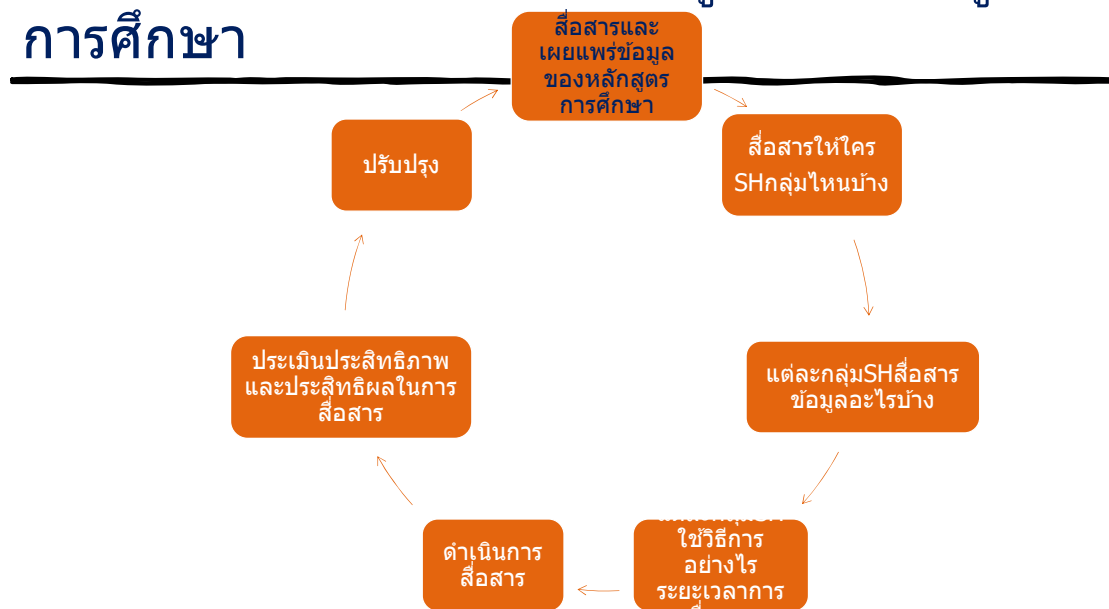 การศึกษา
สื่อสารและ
เผยแพร่ข้อมูล
ของหลักสูตร
การศึกษา
สื่อสารให้ใคร
SHกลุ่มไหนบ้าง
แต่ละกลุ่มSHสื่อสาร
ข้อมูลอะไรบ้าง
ใช้วิธีการ
อย่างไร
ระยะเวลาการ
ดำเนินการ
สื่อสาร
ประเมินประสิทธิภาพ
และประสิทธิผลในการ
สื่อสาร
ปรับปรุง